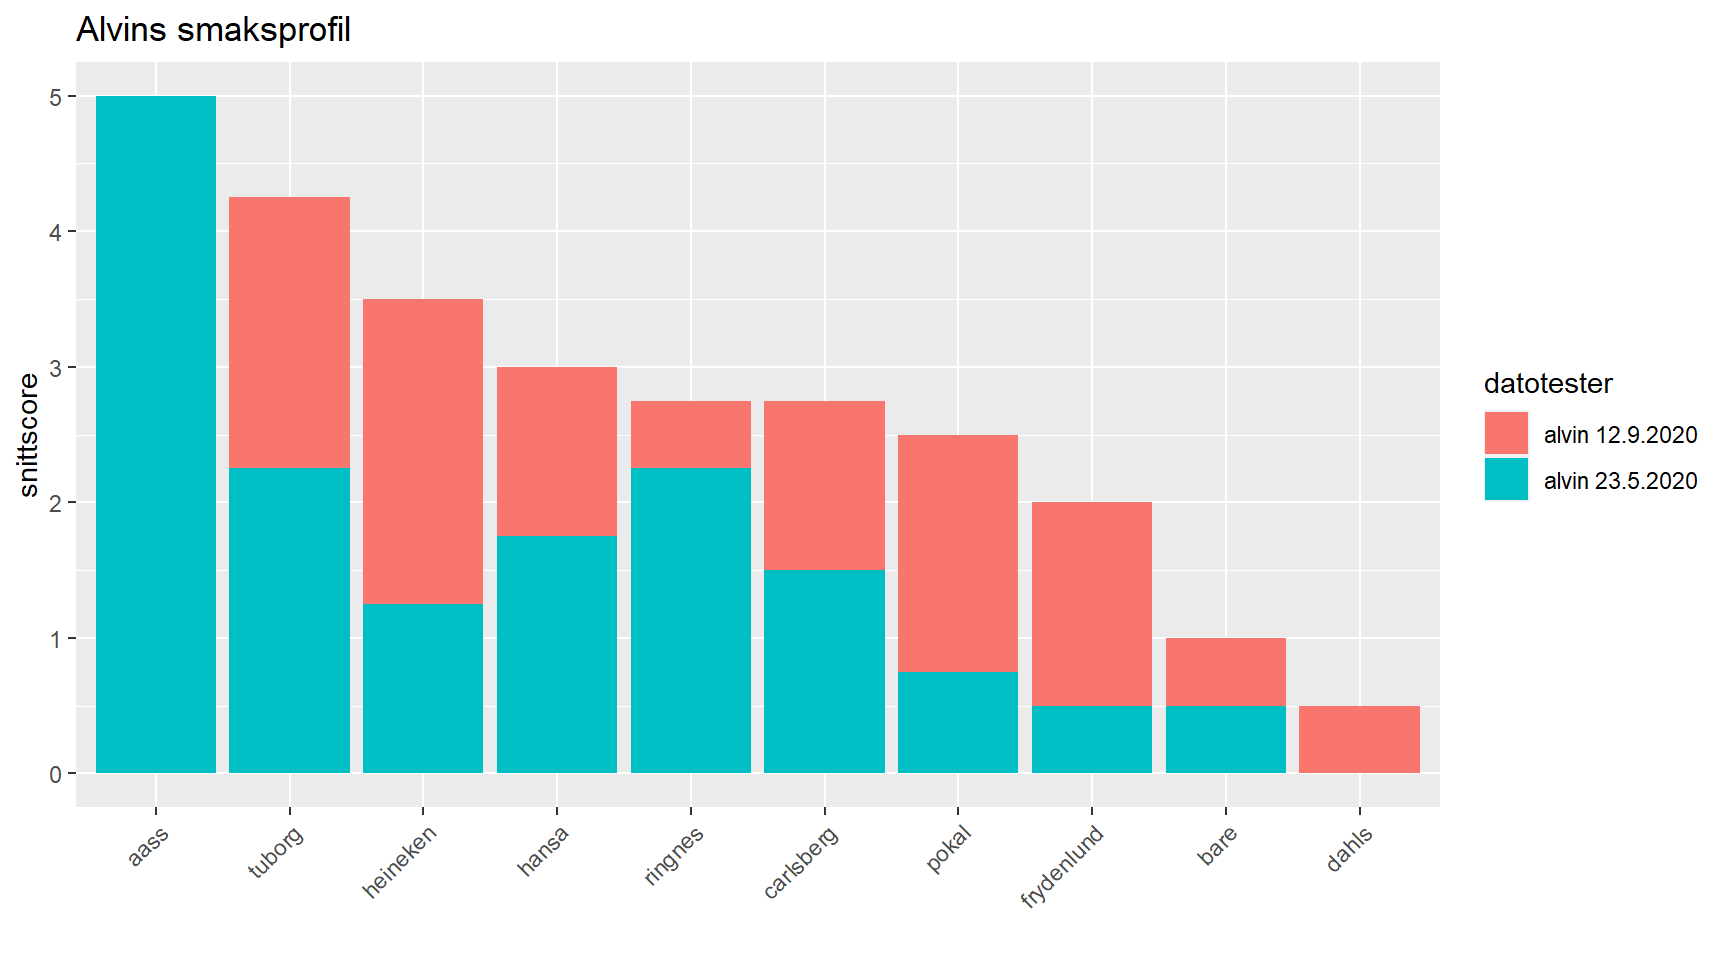 Alvins smaksprofil
snittscore
5
4
3
2
1
0
aass
tuborg
heineken
hansa
ringnes
carlsberg
pokal
frydenlund
bare
dahls
datotester
alvin 12.9.2020
alvin 23.5.2020